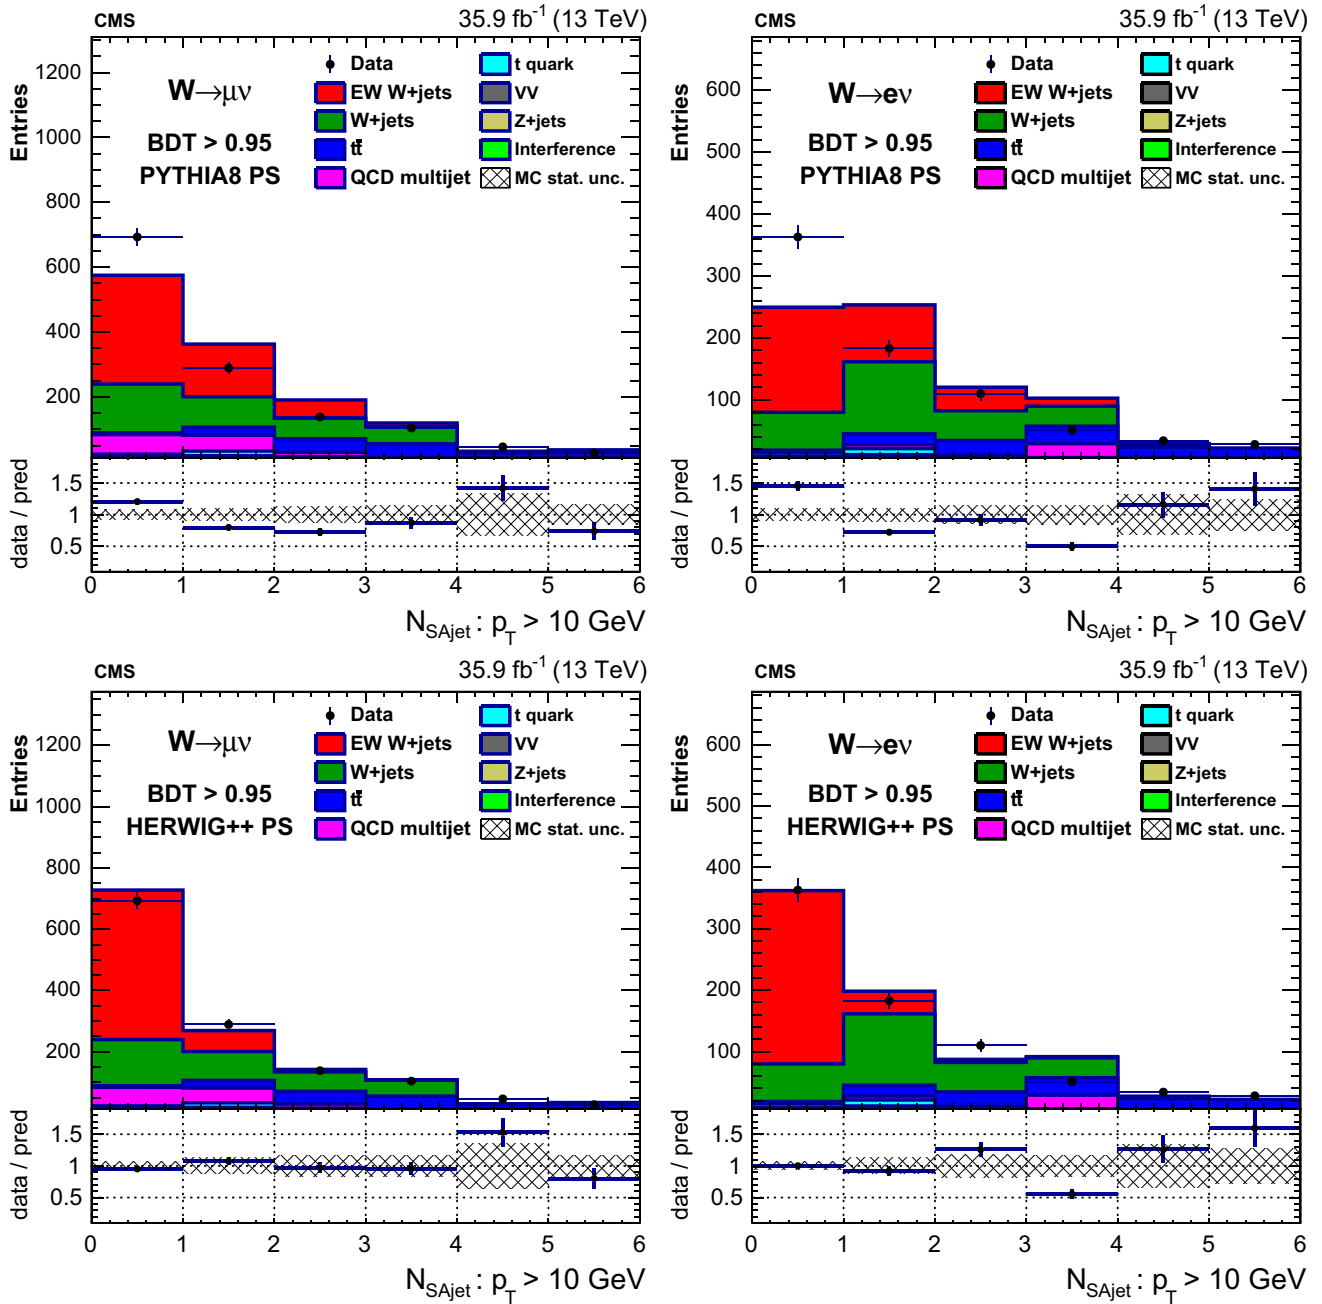 CMS 35.9 fb⁻¹ (13 TeV)
Entries
1200
1000
800
600
400
200
W→μν
BDT > 0.95
PYTHIA8 PS
Data
EW W+jets
W+jets
tt̄
QCD multijet
t quark
VV
Z+jets
Interference
MC stat. unc.
data / pred
1.5
1
0.5
0 1 2 3 4 5 6
N_SAjet : p_T > 10 GeV
CMS 35.9 fb⁻¹ (13 TeV)
Entries
600
500
400
300
200
100
W→eν
BDT > 0.95
PYTHIA8 PS
Data
EW W+jets
W+jets
tt̄
QCD multijet
t quark
VV
Z+jets
Interference
MC stat. unc.
data / pred
1.5
1
0.5
0 1 2 3 4 5 6
N_SAjet : p_T > 10 GeV
CMS 35.9 fb⁻¹ (13 TeV)
Entries
1200
1000
800
600
400
200
W→μν
BDT > 0.95
HERWIG++ PS
Data
EW W+jets
W+jets
tt̄
QCD multijet
t quark
VV
Z+jets
Interference
MC stat. unc.
data / pred
1.5
1
0.5
0 1 2 3 4 5 6
N_SAjet : p_T > 10 GeV
CMS 35.9 fb⁻¹ (13 TeV)
Entries
600
500
400
300
200
100
W→eν
BDT > 0.95
HERWIG++ PS
Data
EW W+jets
W+jets
tt̄
QCD multijet
t quark
VV
Z+jets
Interference
MC stat. unc.
data / pred
1.5
1
0.5
0 1 2 3 4 5 6
N_SAjet : p_T > 10 GeV